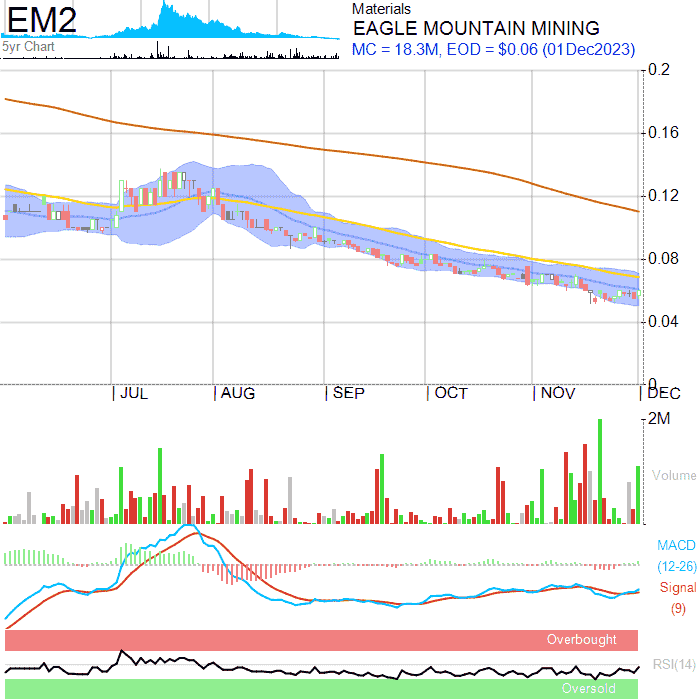 EM2
5yr Chart
Materials
EAGLE MOUNTAIN MINING
MC = 18.3M, EOD = $0.06 (01Dec2023)
0.2
0.16
0.12
0.08
0.04
0
JUL AUG SEP OCT NOV DEC
2M
Volume
MACD
(12-26)
Signal
(9)
Overbought
RSI(14)
Oversold